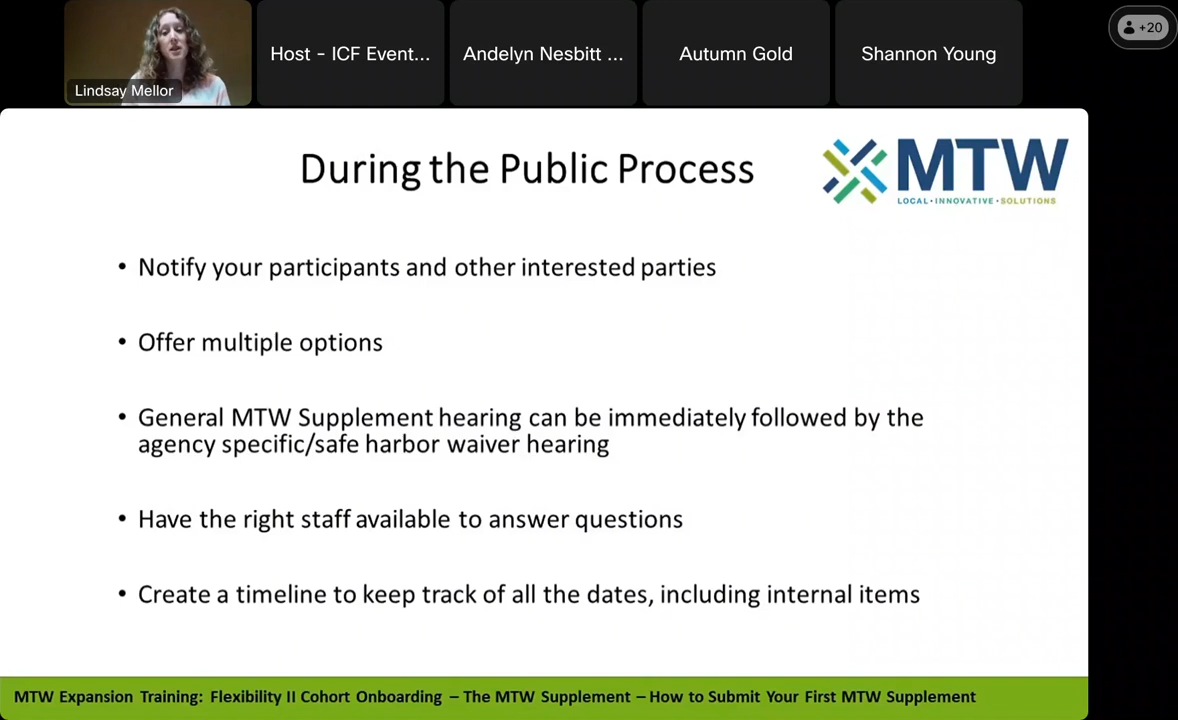 Lindsay Mellor
Host - ICF Event...
Andelyn Nesbitt ...
Autumn Gold
Shannon Young
+20
During the Public Process
MTW
LOCAL • INNOVATIVE • SOLUTIONS
• Notify your participants and other interested parties
• Offer multiple options
• General MTW Supplement hearing can be immediately followed by the
agency specific/safe harbor waiver hearing
• Have the right staff available to answer questions
• Create a timeline to keep track of all the dates, including internal items
MTW Expansion Training: Flexibility II Cohort Onboarding – The MTW Supplement – How to Submit Your First MTW Supplement